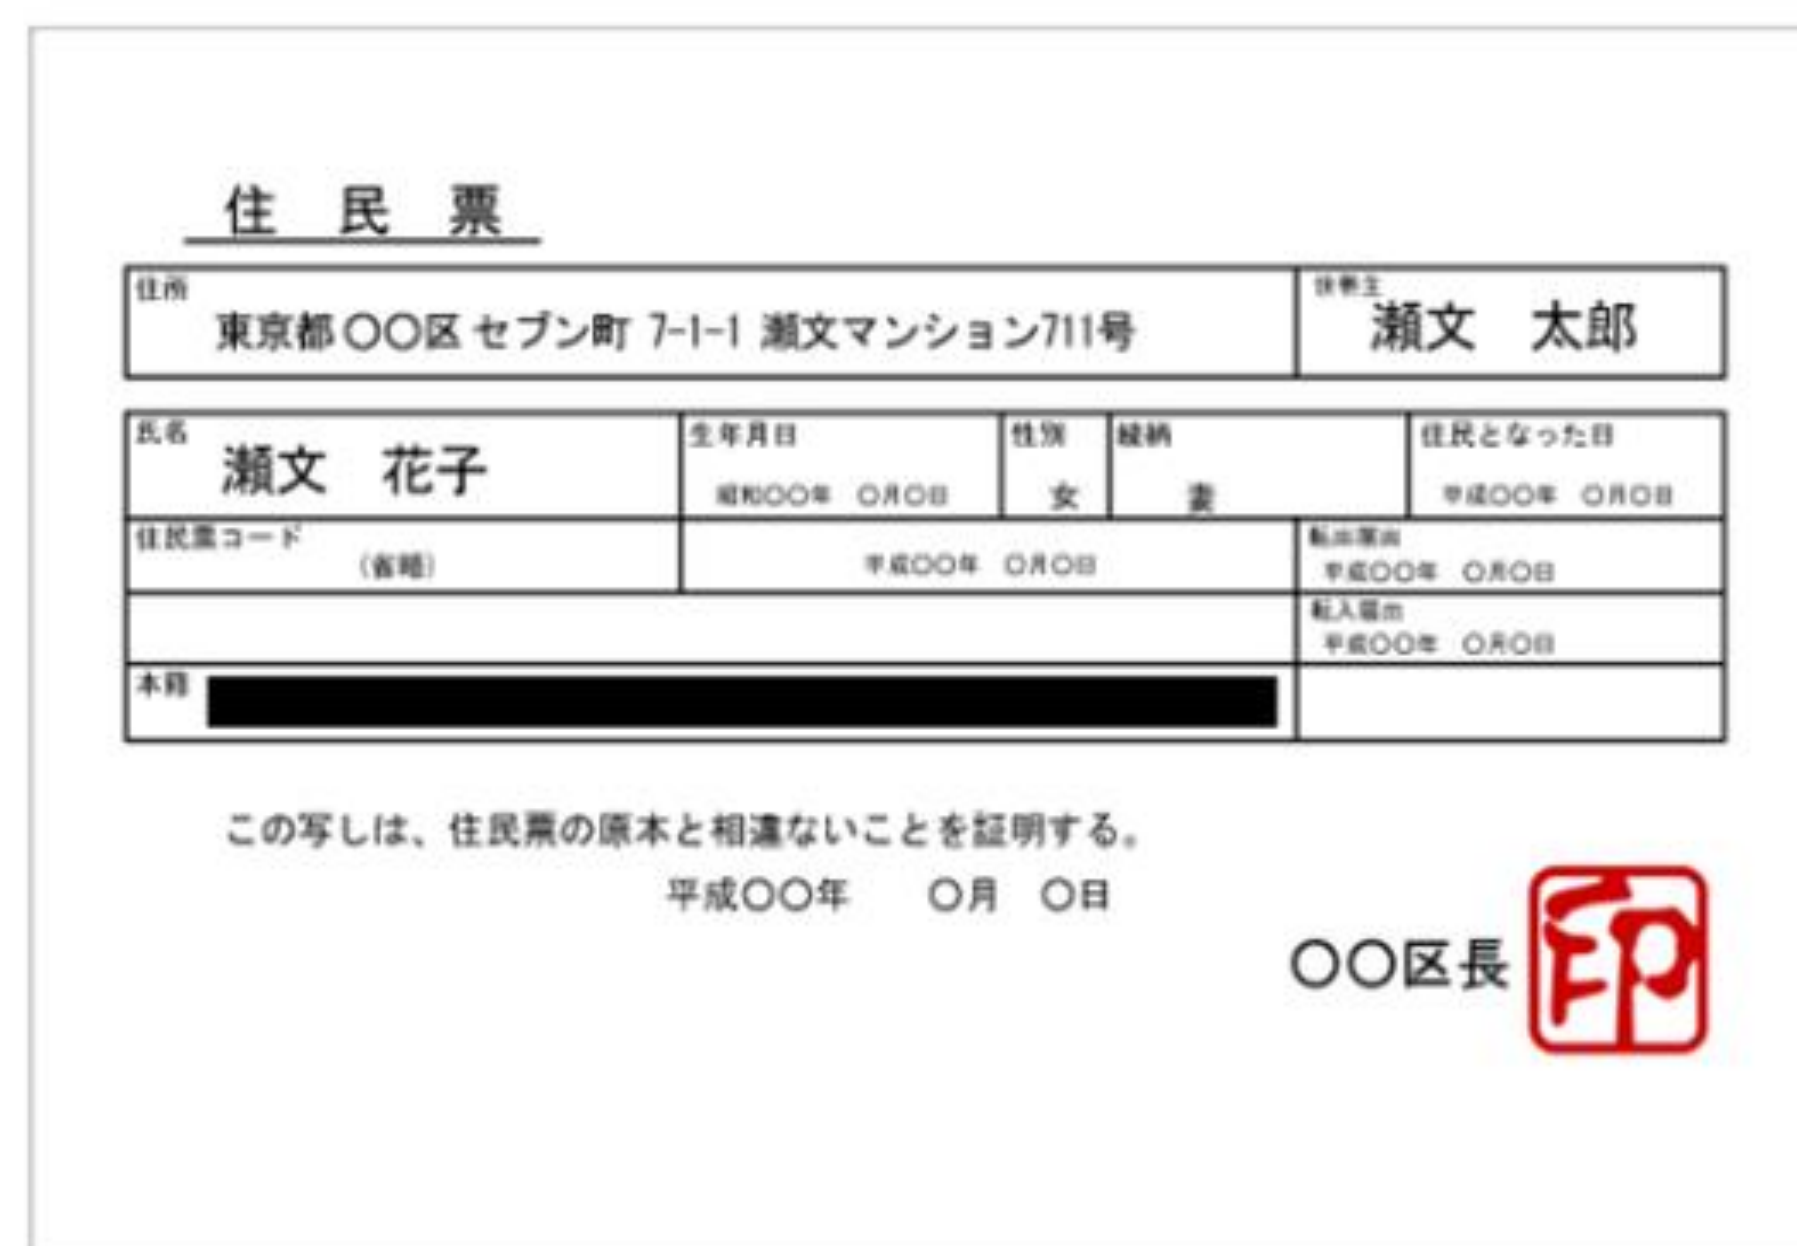 住民票
住所
世帯主
東京都〇〇区 セブン町 7-1-1 瀬文マンション711号
瀬文 太郎
氏名
生年月日
性別
続柄
住民となった日
瀬文 花子
昭和〇〇年 〇月〇日
女
妻
平成〇〇年 〇月〇日
住民票コード
転出届出
(省略)
平成〇〇年 〇月〇日
平成〇〇年 〇月〇日
転入届出
平成〇〇年 〇月〇日
本籍
この写しは、住民票の原本と相違ないことを証明する。
平成〇〇年 〇月 〇日
〇〇区長
印